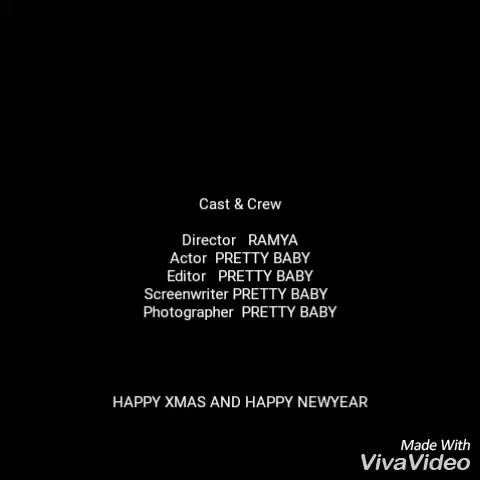 Cast & Crew
Director RAMYA
Actor PRETTY BABY
Editor PRETTY BABY
Screenwriter PRETTY BABY
Photographer PRETTY BABY
HAPPY XMAS AND HAPPY NEWYEAR
Made With
VivaVideo